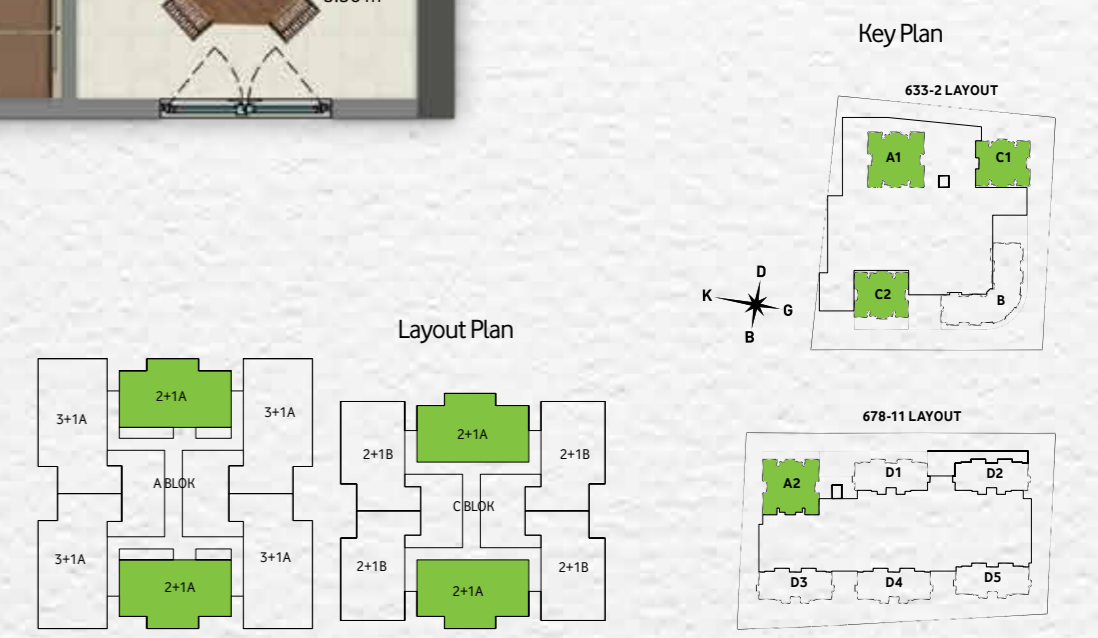 Key Plan
633-2 LAYOUT
A1
C1
C2
B
D
K
G
B
Layout Plan
3+1A
2+1A
3+1A
A BLOK
3+1A
2+1A
3+1A
2+1B
2+1A
2+1B
C BLOK
2+1B
2+1A
2+1B
678-11 LAYOUT
A2
D1
D2
D3
D4
D5